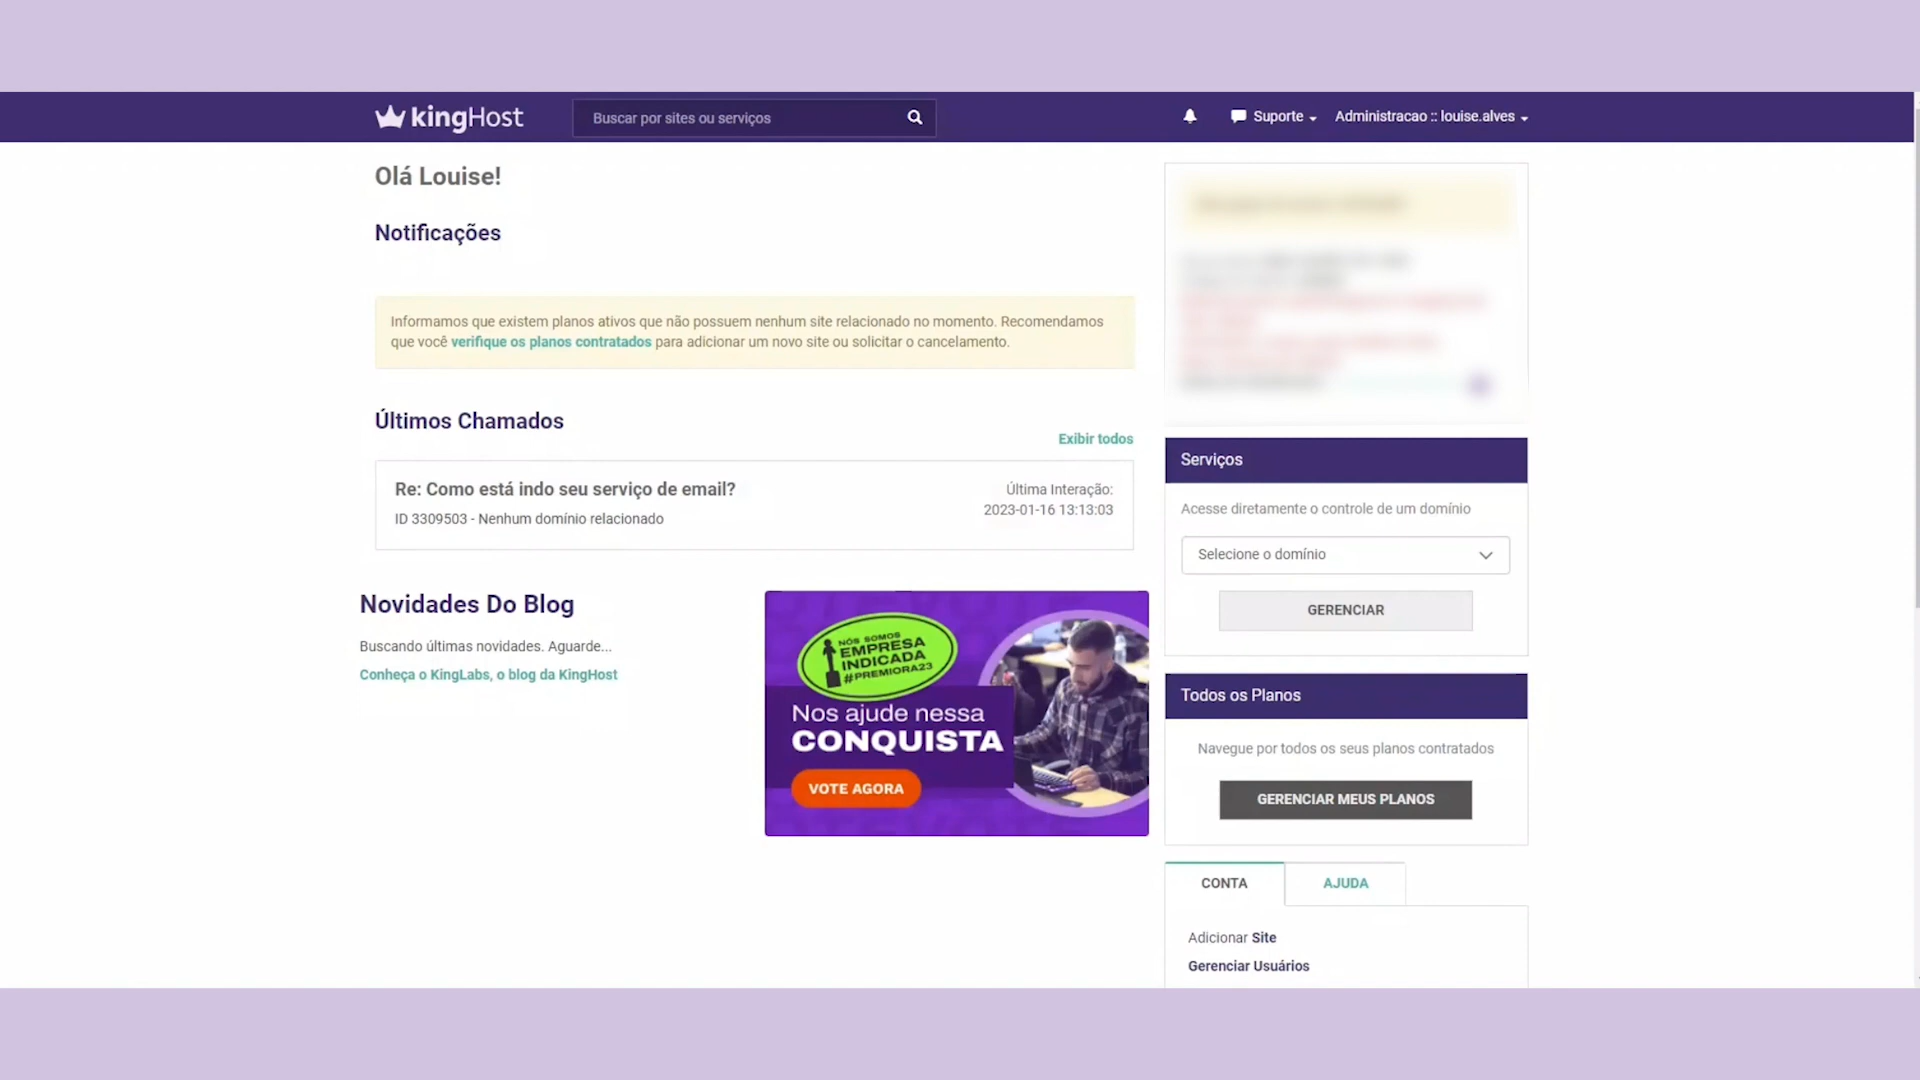 kingHost
Buscar por sites ou serviços
Suporte
Administracao :: louise.alves
Olá Louise!
Notificações
Informamos que existem planos ativos que não possuem nenhum site relacionado no momento. Recomendamos
que você verifique os planos contratados para adicionar um novo site ou solicitar o cancelamento.
Últimos Chamados
Exibir todos
Re: Como está indo seu serviço de email?
ID 3309503 - Nenhum domínio relacionado
Última Interação:
2023-01-16 13:13:03
Novidades Do Blog
Buscando últimas novidades. Aguarde...
Conheça o KingLabs, o blog da KingHost
NÓS SOMOS
EMPRESA
INDICADA
#PREMIORA23
Nos ajude nessa
CONQUISTA
VOTE AGORA
Serviços
Acesse diretamente o controle de um domínio
Selecione o domínio
GERENCIAR
Todos os Planos
Navegue por todos os seus planos contratados
GERENCIAR MEUS PLANOS
CONTA
AJUDA
Adicionar Site
Gerenciar Usuários